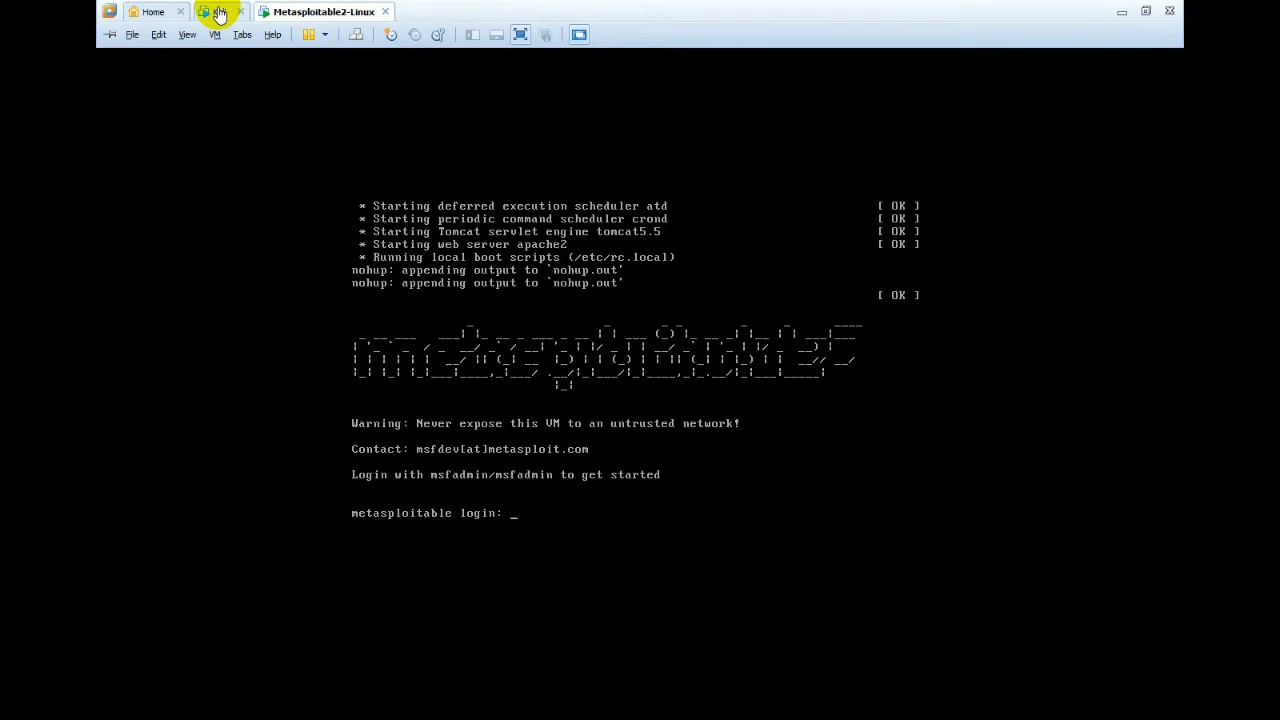 Home
Metasploitable2-Linux
File Edit View VM Tabs Help
* Starting deferred execution scheduler atd [ OK ]
* Starting periodic command scheduler crond [ OK ]
* Starting Tomcat servlet engine tomcat5.5 [ OK ]
* Starting web server apache2 [ OK ]
* Running local boot scripts (/etc/rc.local)
nohup: appending output to `nohup.out'
nohup: appending output to `nohup.out'
[ OK ]
metasploitable2
Warning: Never expose this VM to an untrusted network!
Contact: msfdev[at]metasploit.com
Login with msfadmin/msfadmin to get started
metasploitable login: _